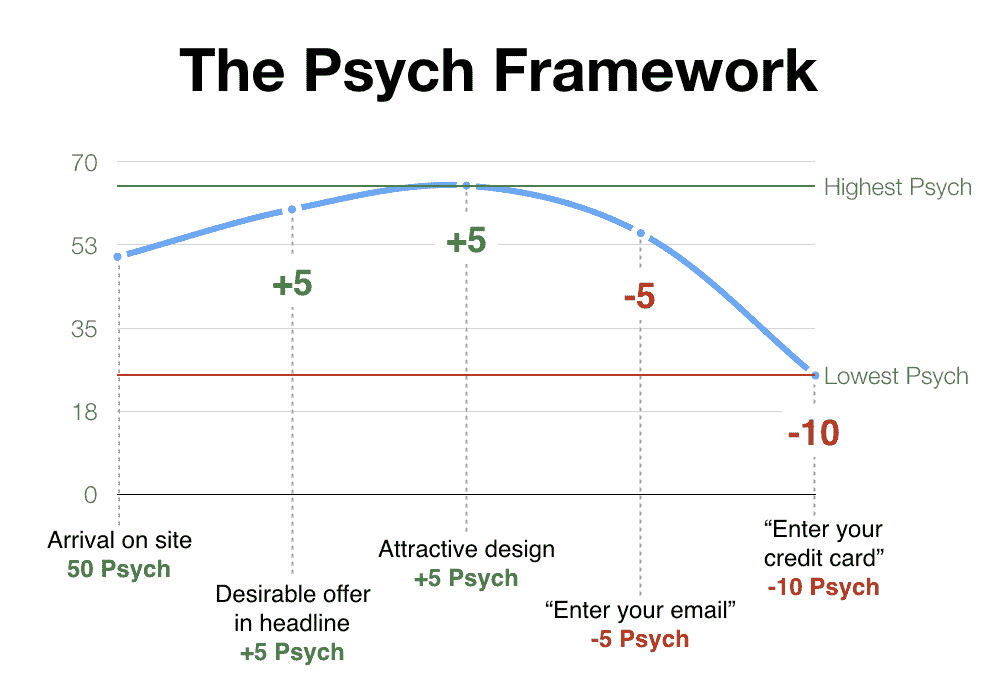 The Psych Framework
70
53
35
18
0
Highest Psych
Lowest Psych
+5
+5
-5
-10
Arrival on site
50 Psych
Desirable offer
in headline
+5 Psych
Attractive design
+5 Psych
“Enter your email”
-5 Psych
“Enter your
credit card”
-10 Psych